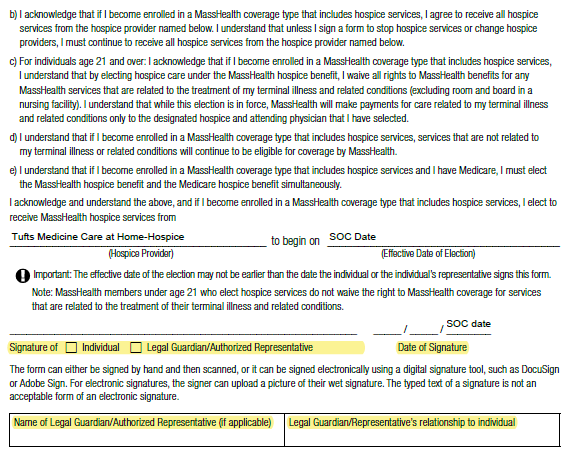 b) I acknowledge that if I become enrolled in a MassHealth coverage type that includes hospice services, I agree to receive all hospice
services from the hospice provider named below. I understand that unless I sign a form to stop hospice services or change hospice
providers, I must continue to receive all hospice services from the hospice provider named below.
c) For individuals age 21 and over: I acknowledge that if I become enrolled in a MassHealth coverage type that includes hospice services,
I understand that by electing hospice care under the MassHealth hospice benefit, I waive all rights to MassHealth benefits for any
MassHealth services that are related to the treatment of my terminal illness and related conditions (excluding room and board in a
nursing facility). I understand that while this election is in force, MassHealth will make payments for care related to my terminal illness
and related conditions only to the designated hospice and attending physician that I have selected.
d) I understand that if I become enrolled in a MassHealth coverage type that includes hospice services, services that are not related to
my terminal illness or related conditions will continue to be eligible for coverage by MassHealth.
e) I understand that if I become enrolled in a MassHealth coverage type that includes hospice services and I have Medicare, I must elect
the MassHealth hospice benefit and the Medicare hospice benefit simultaneously.
I acknowledge and understand the above, and if I become enrolled in a MassHealth coverage type that includes hospice services, I elect to
receive MassHealth hospice services from
Tufts Medicine Care at Home-Hospice to begin on SOC Date
(Hospice Provider) (Effective Date of Election)
! Important: The effective date of the election may not be earlier than the date the individual or the individual's representative signs this form.
Note: MassHealth members under age 21 who elect hospice services do not waive the right to MassHealth coverage for services
that are related to the treatment of their terminal illness and related conditions.
/ / SOC date
Signature of Individual Legal Guardian/Authorized Representative Date of Signature
The form can either be signed by hand and then scanned, or it can be signed electronically using a digital signature tool, such as DocuSign
or Adobe Sign. For electronic signatures, the signer can upload a picture of their wet signature. The typed text of a signature is not an
acceptable form of an electronic signature.
Name of Legal Guardian/Authorized Representative (if applicable) Legal Guardian/Representative's relationship to individual